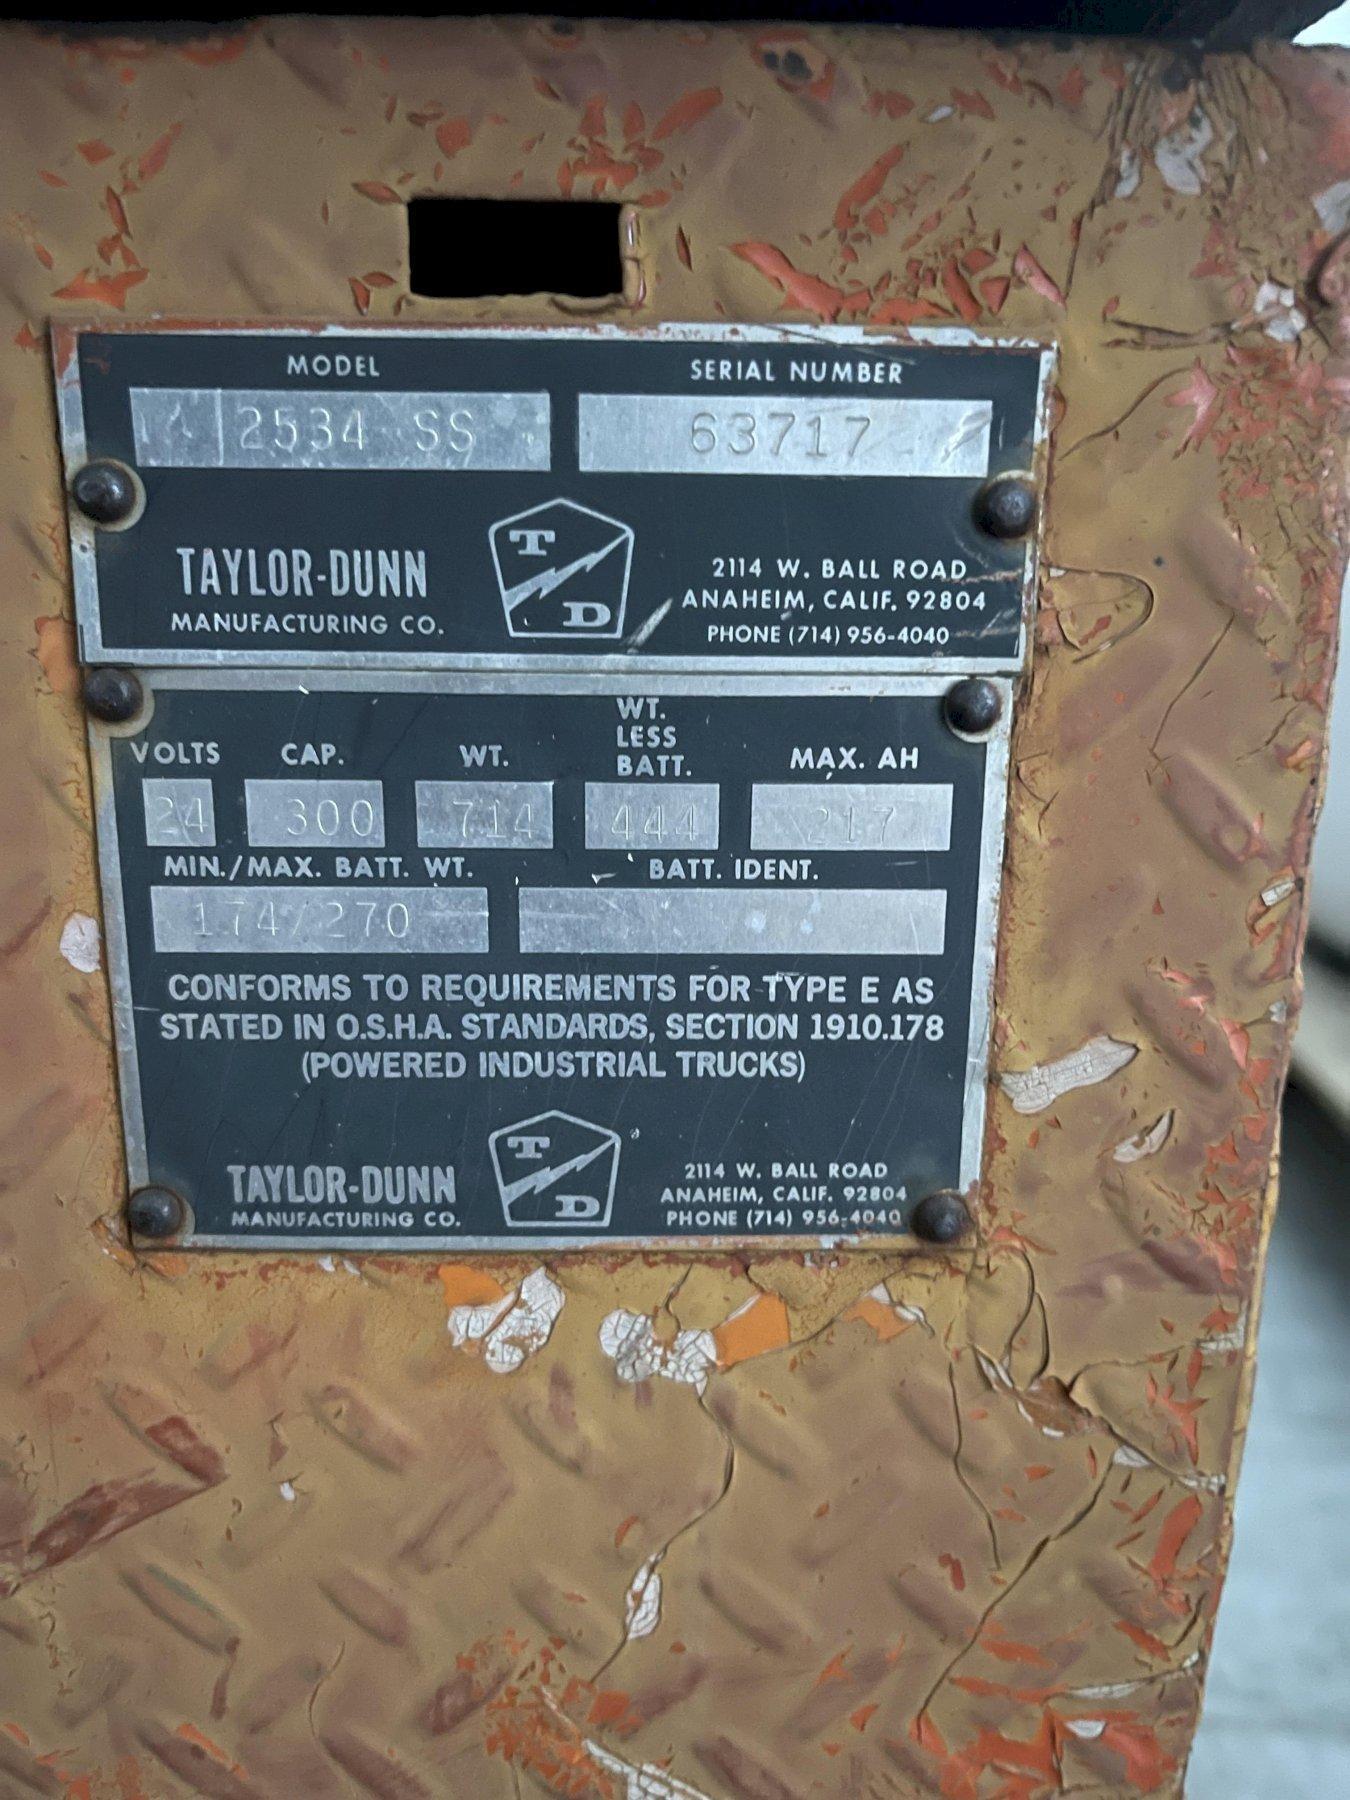 MODEL SERIAL NUMBER
2534 SS 63717
TAYLOR-DUNN
MANUFACTURING CO.
T
D
2114 W. BALL ROAD
ANAHEIM, CALIF. 92804
PHONE (714) 956-4040
WT.
LESS
VOLTS CAP. WT. BATT. MAX. AH
24 300 714 444 217
MIN./MAX. BATT. WT. BATT. IDENT.
174/270
CONFORMS TO REQUIREMENTS FOR TYPE E AS
STATED IN O.S.H.A. STANDARDS, SECTION 1910.178
(POWERED INDUSTRIAL TRUCKS)
TAYLOR-DUNN
MANUFACTURING CO.
T
D
2114 W. BALL ROAD
ANAHEIM, CALIF. 92804
PHONE (714) 956-4040